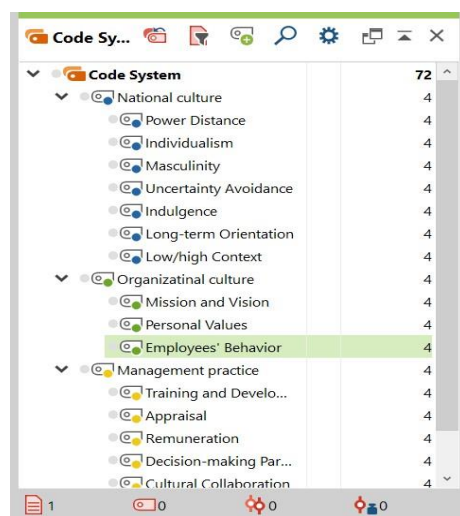 Code Sy...
Code System 72
National culture 4
Power Distance 4
Individualism 4
Masculinity 4
Uncertainty Avoidance 4
Indulgence 4
Long-term Orientation 4
Low/high Context 4
Organizatinal culture 4
Mission and Vision 4
Personal Values 4
Employees' Behavior 4
Management practice 4
Training and Develo... 4
Appraisal 4
Remuneration 4
Decision-making Par... 4
Cultural Collaboration 4
1 0 0 0